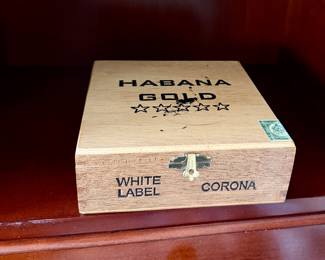 HABANA
GOLD
☆☆☆☆☆
WHITE
LABEL
CORONA